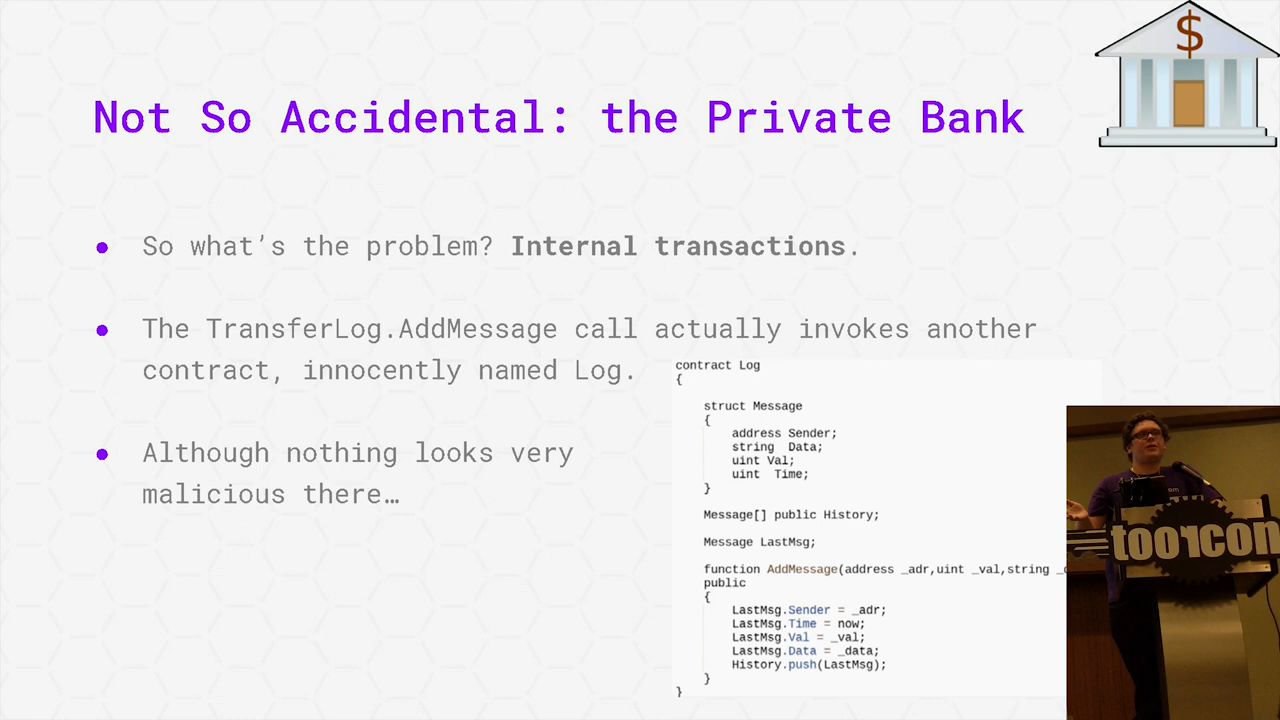 $
Not So Accidental: the Private Bank
● So what’s the problem? Internal transactions.
● The TransferLog.AddMessage call actually invokes another
contract, innocently named Log.
● Although nothing looks very
malicious there…
contract Log
{
struct Message
{
address Sender;
string  Data;
uint Val;
uint  Time;
}
Message[] public History;
Message LastMsg;
function AddMessage(address _adr,uint _val,string
public
{
LastMsg.Sender = _adr;
LastMsg.Time = now;
LastMsg.Val = _val;
LastMsg.Data = _data;
History.push(LastMsg);
}
}
toorcon